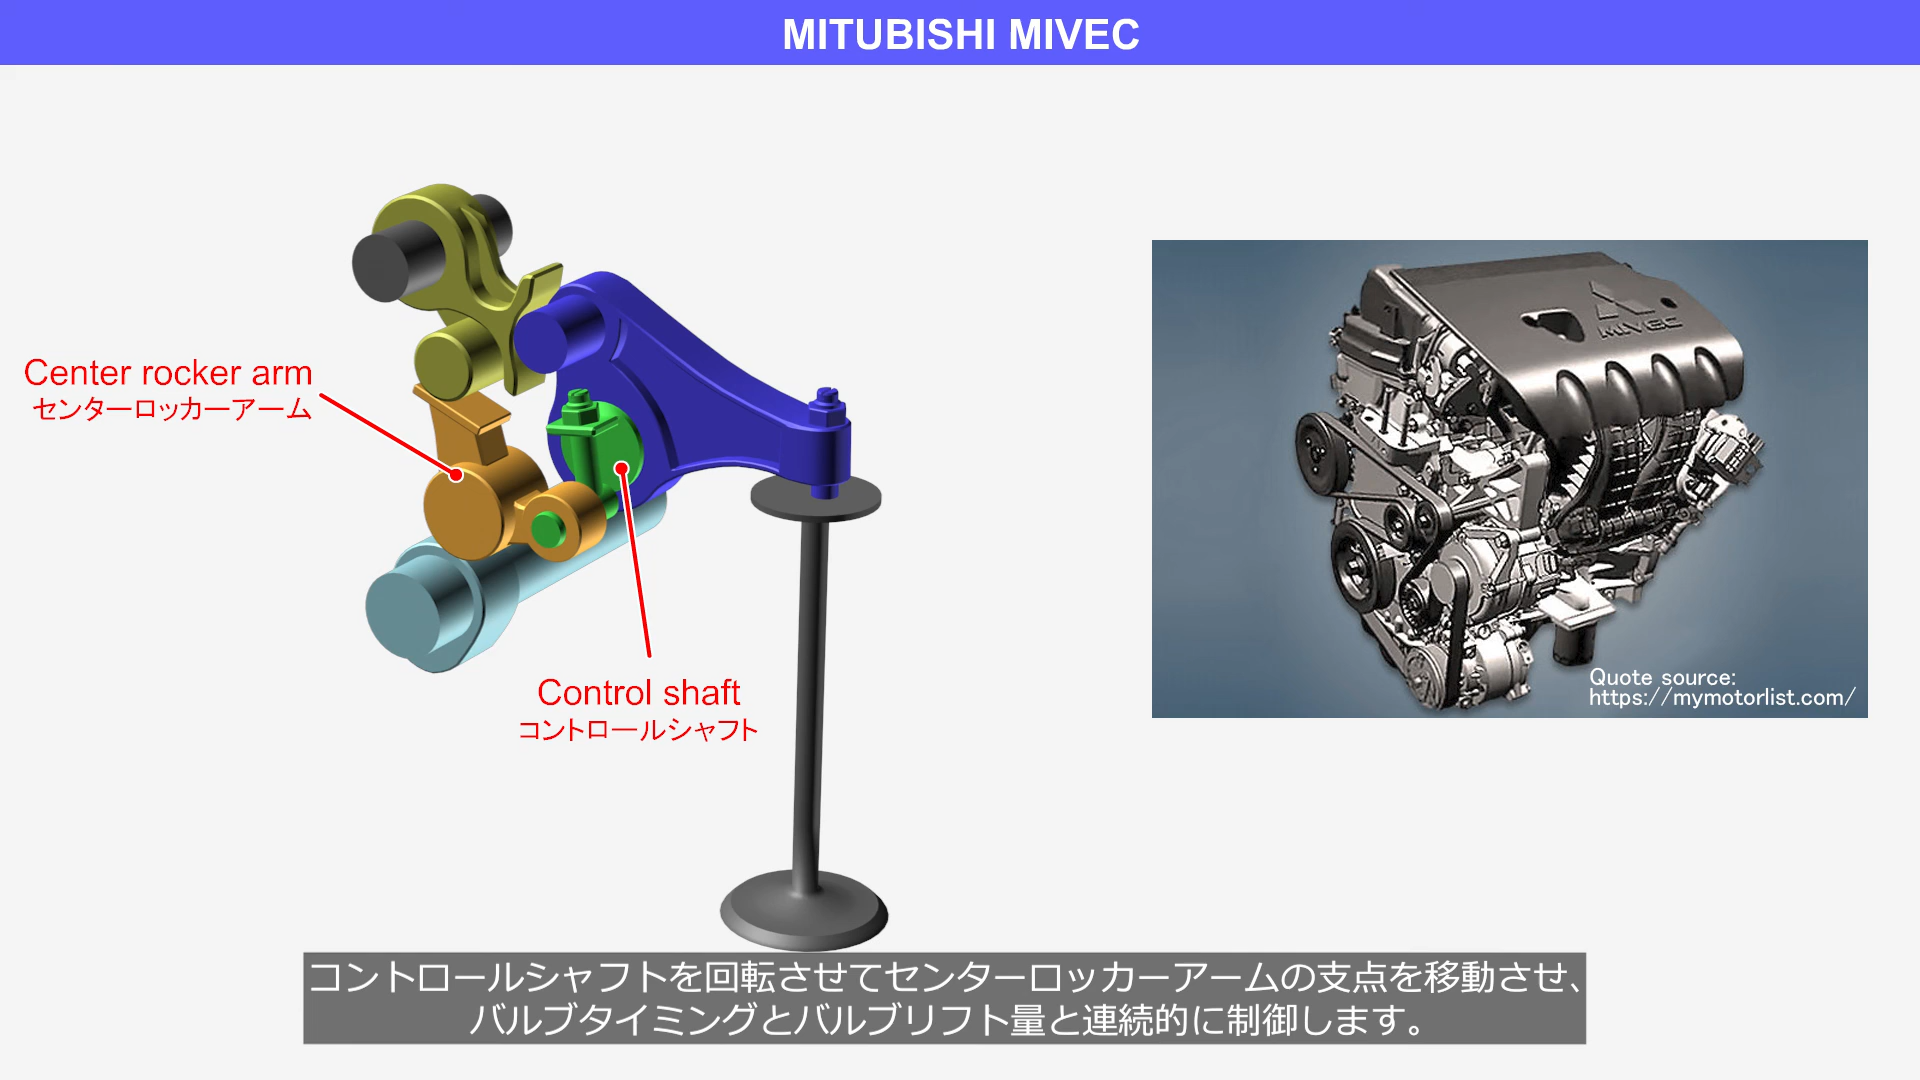 MITUBISHI MIVEC
Center rocker arm
センターロッカーアーム
Control shaft
コントロールシャフト
MIVEC
Quote source:
https://mymotorlist.com/
コントロールシャフトを回転させてセンターロッカーアームの支点を移動させ、
バルブタイミングとバルブリフト量と連続的に制御します。